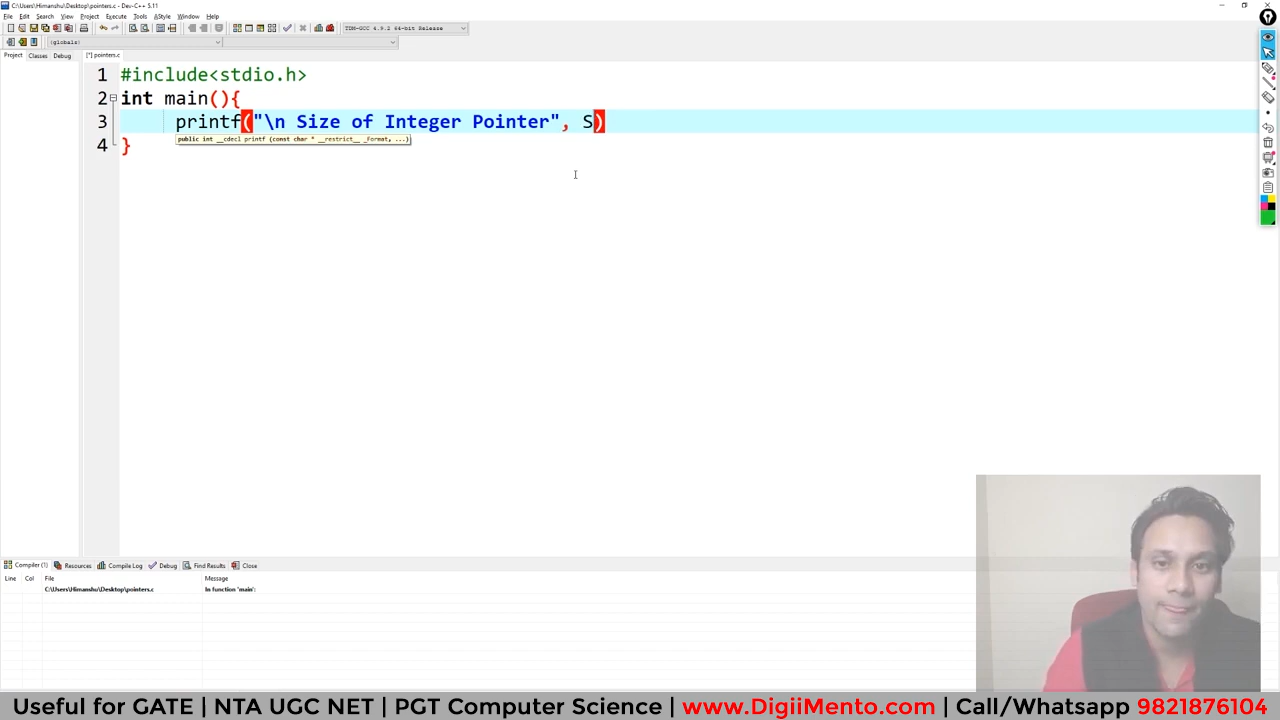 C:\Users\Himanshu\Desktop\pointers.c - Dev-C++ 5.11
File Edit Search View Project Execute Tools AStyle Window Help
TDM-GCC 4.9.2 64-bit Release
(globals)
Project Classes Debug [*] pointers.c
1 #include<stdio.h>
2 int main(){
3 printf("\n Size of Integer Pointer", S)
public int __cdecl printf (const char * __restrict__ _Format, ...)
4 }
Compiler (1) Resources Compile Log Debug Find Results Close
Line Col File Message
C:\Users\Himanshu\Desktop\pointers.c In function 'main':
Useful for GATE | NTA UGC NET | PGT Computer Science | www.DigiiMento.com | Call/Whatsapp 9821876104